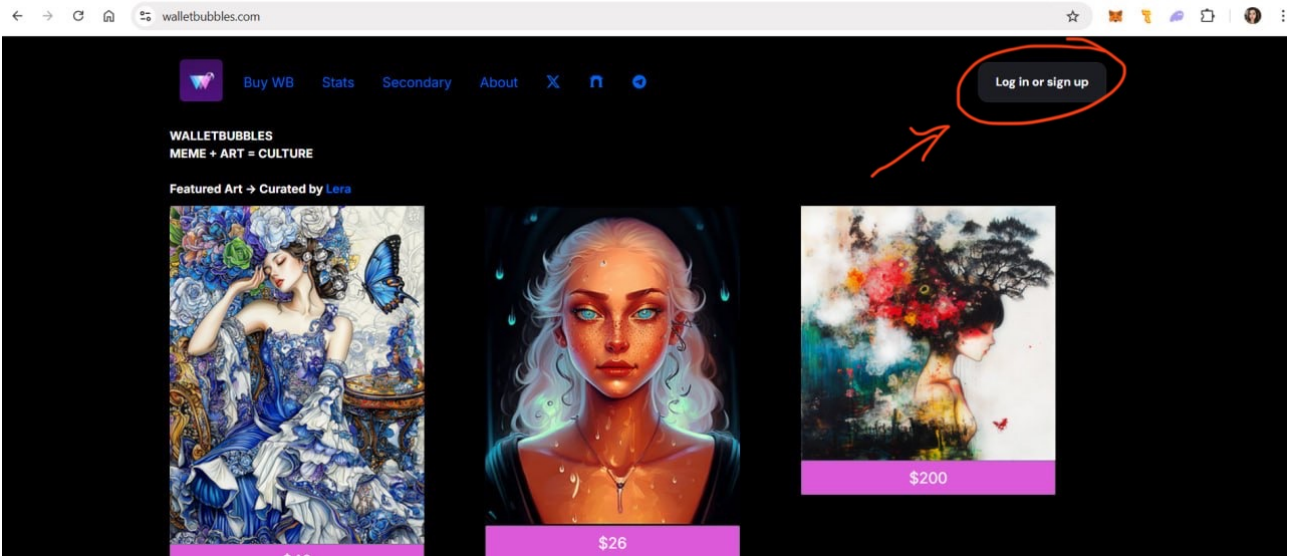 walletbubbles.com
Buy WB Stats Secondary About Log in or sign up
WALLETBUBBLES
MEME + ART = CULTURE
Featured Art → Curated by Lera
$200
$26